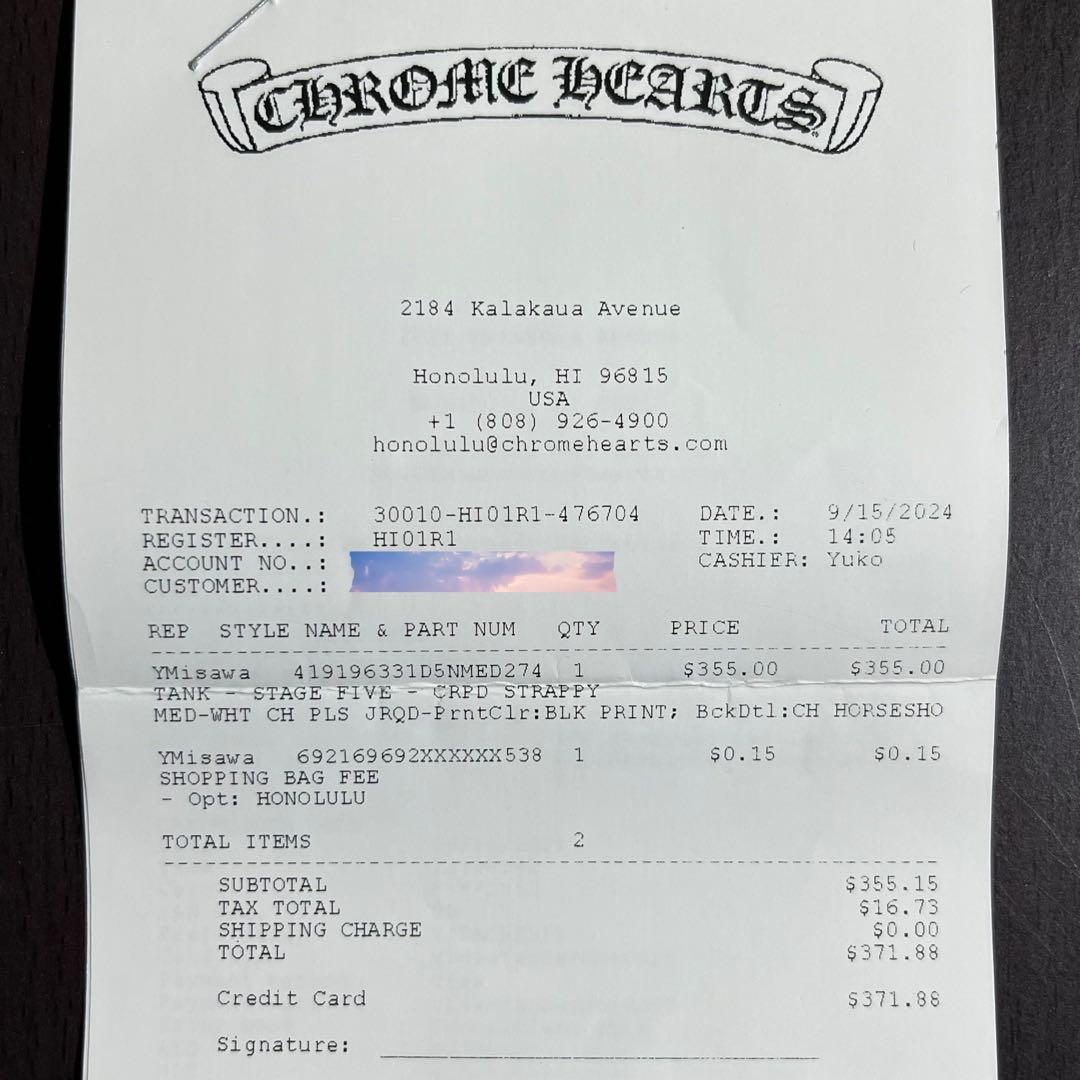 CHROME HEARTS
2184 Kalakaua Avenue
Honolulu, HI 96815
USA
+1 (808) 926-4900
honolulu@chromehearts.com
TRANSACTION.: 30010-HI01R1-476704 DATE.: 9/15/2024
REGISTER....: HI01R1 TIME.: 14:05
ACCOUNT NO..: CASHIER: Yuko
CUSTOMER....:
REP STYLE NAME & PART NUM QTY PRICE TOTAL
YMisawa 419196331D5NMED274 1 $355.00 $355.00
TANK - STAGE FIVE - CRPD STRAPPY
MED-WHT CH PLS JRQD-PrntClr:BLK PRINT; BckDtl:CH HORSESHO
YMisawa 692169692XXXXXX538 1 $0.15 $0.15
SHOPPING BAG FEE
- Opt: HONOLULU
TOTAL ITEMS 2
SUBTOTAL $355.15
TAX TOTAL $16.73
SHIPPING CHARGE $0.00
TOTAL $371.88
Credit Card $371.88
Signature: